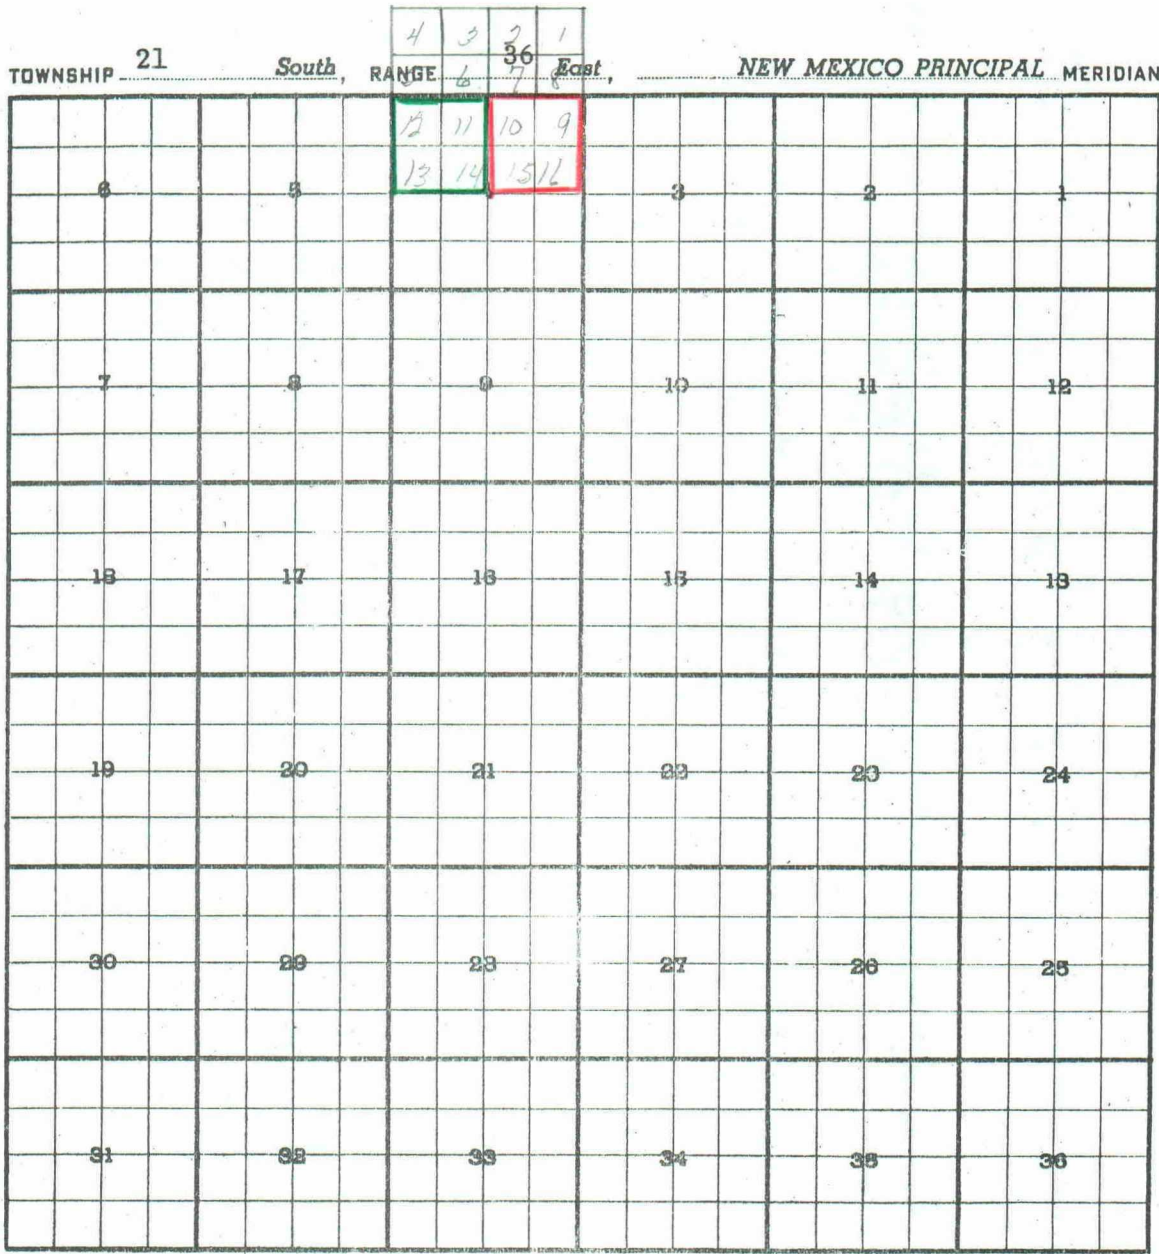 4 3 2 1
TOWNSHIP 21 South, RANGE 36 East, NEW MEXICO PRINCIPAL MERIDIAN
6 7 8
12 11 10 9
13 14 15 16
6 5 3 2 1
7 8 9 10 11 12
18 17 16 15 14 13
19 20 21 22 23 24
30 29 28 27 26 25
31 32 33 34 35 36